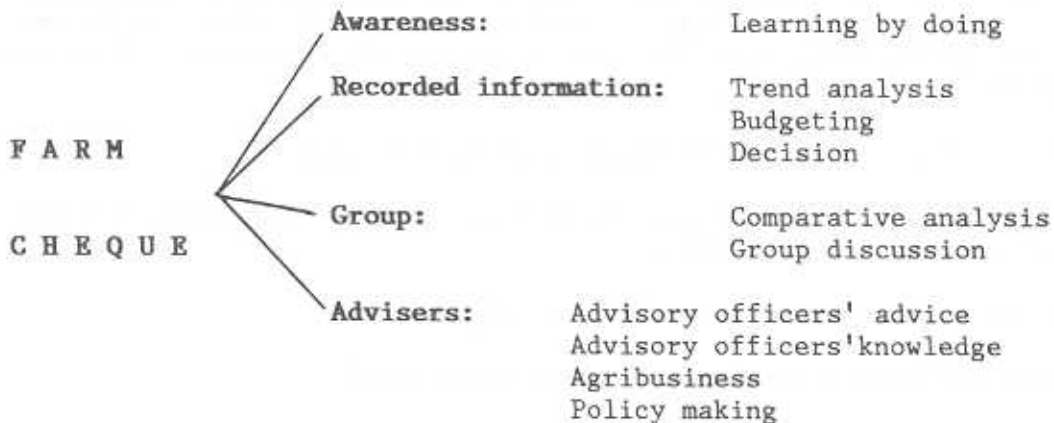 Awareness: Learning by doing
Recorded information: Trend analysis
Budgeting
F A R M Decision
Group: Comparative analysis
C H E Q U E Group discussion
Advisers: Advisory officers' advice
Advisory officers'knowledge
Agribusiness
Policy making